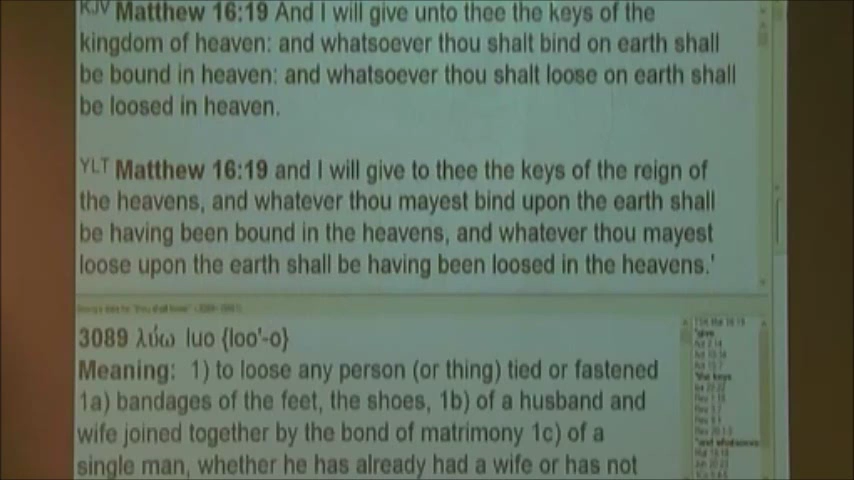 KJV Matthew 16:19 And I will give unto thee the keys of the
kingdom of heaven: and whatsoever thou shalt bind on earth shall
be bound in heaven: and whatsoever thou shalt loose on earth shall
be loosed in heaven.
YLT Matthew 16:19 and I will give to thee the keys of the reign of
the heavens, and whatever thou mayest bind upon the earth shall
be having been bound in the heavens, and whatever thou mayest
loose upon the earth shall be having been loosed in the heavens.'
3089 λύω luo {loo'-o}
Meaning: 1) to loose any person (or thing) tied or fastened
1a) bandages of the feet, the shoes, 1b) of a husband and
wife joined together by the bond of matrimony 1c) of a
single man, whether he has already had a wife or has not
"give
"the keys
"and whatsoever